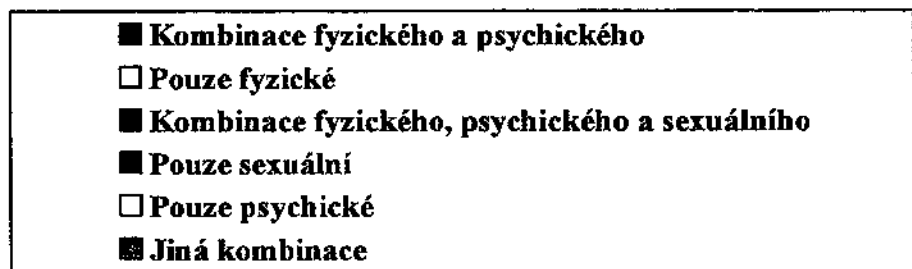 Kombinace fyzického a psychického
Pouze fyzické
Kombinace fyzického, psychického a sexuálního
Pouze sexuální
Pouze psychické
Jiná kombinace